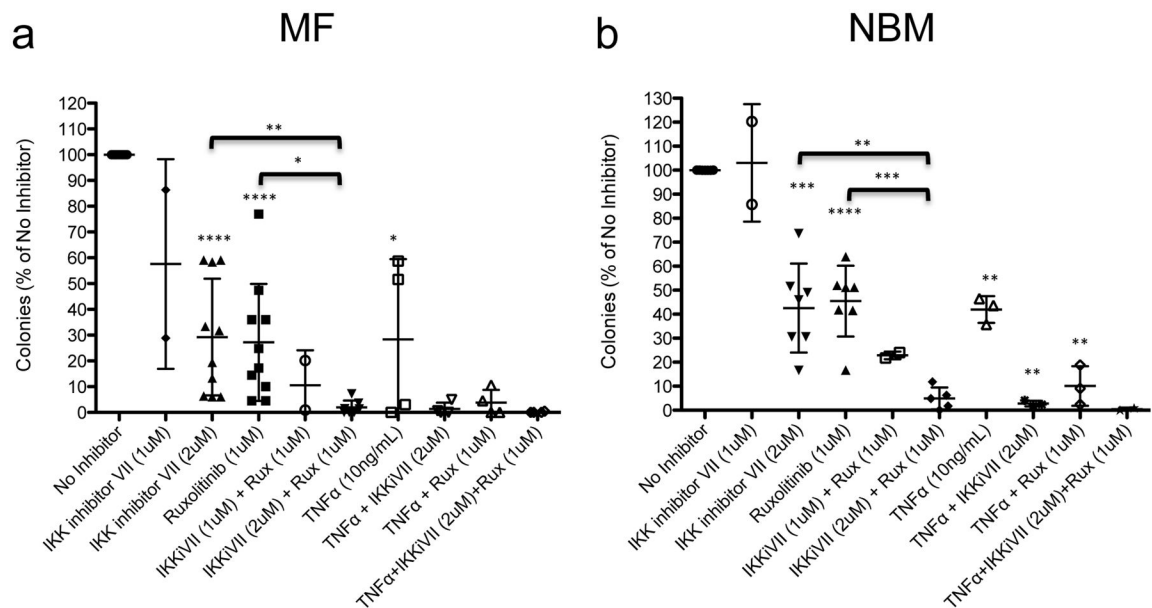 a
MF
Colonies (% of No Inhibitor)
120
110
100
90
80
70
60
50
40
30
20
10
0
**
*
****
****
*
No Inhibitor
IKK inhibitor VII (1uM)
IKK inhibitor VII (2uM)
Ruxolitinib (1uM)
IKKiVII (1uM) + Rux (1uM)
IKKiVII (2uM) + Rux (1uM)
TNFα (10ng/mL)
TNFα + IKKiVII (2uM)
TNFα + Rux (1uM)
TNFα+IKKiVII (2uM)+Rux (1uM)
b
NBM
Colonies (% of No Inhibitor)
130
120
110
100
90
80
70
60
50
40
30
20
10
0
**
***
***
****
**
**
**
No Inhibitor
IKK inhibitor VII (1uM)
IKK inhibitor VII (2uM)
Ruxolitinib (1uM)
IKKiVII (1uM) + Rux (1uM)
IKKiVII (2uM) + Rux (1uM)
TNFα (10ng/mL)
TNFα + IKKiVII (2uM)
TNFα + Rux (1uM)
TNFα+IKKiVII (2uM)+Rux (1uM)